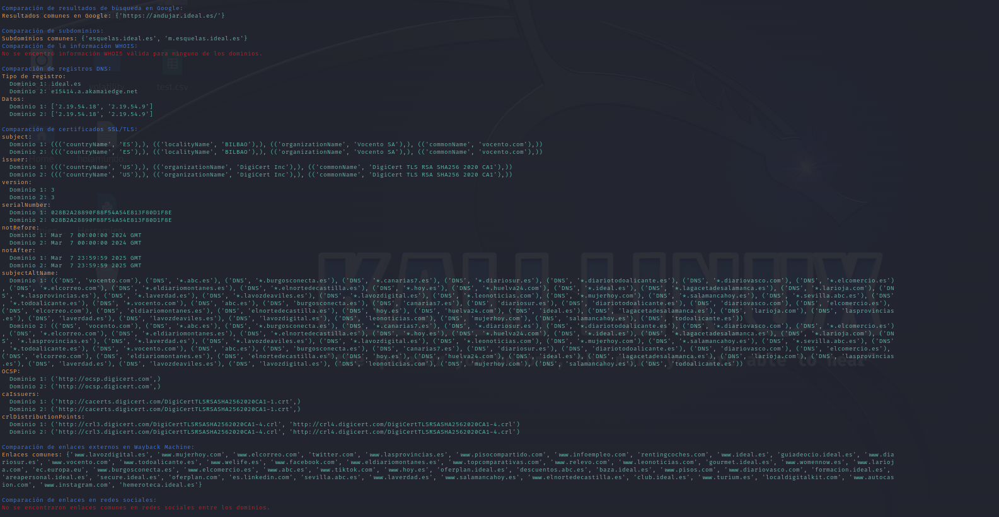 Comparación de resultados de búsqueda en Google:
Resultados comunes en Google: {'https://andujar.ideal.es/'}
Comparación de subdominios:
Subdominios comunes: {'esquelas.ideal.es', 'm.esquelas.ideal.es'}
Comparación de la información WHOIS:
No se encontró información WHOIS válida para ninguno de los dominios.
Comparación de registros DNS:
Tipo de registro:
  Dominio 1: ideal.es
  Dominio 2: e15414.a.akamaiedge.net
Datos:
  Dominio 1: ['2.19.54.18', '2.19.54.9']
  Dominio 2: ['2.19.54.18', '2.19.54.9']
Comparación de certificados SSL/TLS:
subject:
  Dominio 1: ((('countryName', 'ES'),), (('localityName', 'BILBAO'),), (('organizationName', 'Vocento SA'),), (('commonName', 'vocento.com'),))
  Dominio 2: ((('countryName', 'ES'),), (('localityName', 'BILBAO'),), (('organizationName', 'Vocento SA'),), (('commonName', 'vocento.com'),))
issuer:
  Dominio 1: ((('countryName', 'US'),), (('organizationName', 'DigiCert Inc'),), (('commonName', 'DigiCert TLS RSA SHA256 2020 CA1'),))
  Dominio 2: ((('countryName', 'US'),), (('organizationName', 'DigiCert Inc'),), (('commonName', 'DigiCert TLS RSA SHA256 2020 CA1'),))
version:
  Dominio 1: 3
  Dominio 2: 3
serialNumber:
  Dominio 1: 028B2A28890F88F54A54E813F80D1F8E
  Dominio 2: 028B2A28890F88F54A54E813F80D1F8E
notBefore:
  Dominio 1: Mar  7 00:00:00 2024 GMT
  Dominio 2: Mar  7 00:00:00 2024 GMT
notAfter:
  Dominio 1: Mar  7 23:59:59 2025 GMT
  Dominio 2: Mar  7 23:59:59 2025 GMT
subjectAltName:
  Dominio 1: (('DNS', 'vocento.com'), ('DNS', '*.abc.es'), ('DNS', '*.burgosconecta.es'), ('DNS', '*.canarias7.es'), ('DNS', '*.diariosur.es'), ('DNS', '*.diariotodoalicante.es'), ('DNS', '*.diariovasco.com'), ('DNS', '*.elcomercio.es')
, ('DNS', '*.elcorreo.com'), ('DNS', '*.eldiariomontanes.es'), ('DNS', '*.elnortedecastilla.es'), ('DNS', '*.hoy.es'), ('DNS', '*.huelva24.com'), ('DNS', '*.ideal.es'), ('DNS', '*.lagacetadesalamanca.es'), ('DNS', '*.larioja.com'), ('DN
S', '*.lasprovincias.es'), ('DNS', '*.laverdad.es'), ('DNS', '*.lavozdeaviles.es'), ('DNS', '*.lavozdigital.es'), ('DNS', '*.leonoticias.com'), ('DNS', '*.mujerhoy.com'), ('DNS', '*.salamancahoy.es'), ('DNS', '*.sevilla.abc.es')
, ('DNS', '*.todoalicante.es'), ('DNS', '*.vocento.com'), ('DNS', 'abc.es'), ('DNS', 'burgosconecta.es'), ('DNS', 'canarias7.es'), ('DNS', 'diariosur.es'), ('DNS', 'diariotodoalicante.es'), ('DNS', 'diariovasco.com'), ('DNS', 'elcomercio.es'),
('DNS', 'elcorreo.com'), ('DNS', 'eldiariomontanes.es'), ('DNS', 'elnortedecastilla.es'), ('DNS', 'hoy.es'), ('DNS', 'huelva24.com'), ('DNS', 'ideal.es'), ('DNS', 'lagacetadesalamanca.es'), ('DNS', 'larioja.com'), ('DNS', 'lasprovincias
.es'), ('DNS', 'laverdad.es'), ('DNS', 'lavozdeaviles.es'), ('DNS', 'lavozdigital.es'), ('DNS', 'leonoticias.com'), ('DNS', 'mujerhoy.com'), ('DNS', 'salamancahoy.es'), ('DNS', 'todoalicante.es'))
  Dominio 2: (('DNS', 'vocento.com'), ('DNS', '*.abc.es'), ('DNS', '*.burgosconecta.es'), ('DNS', '*.canarias7.es'), ('DNS', '*.diariosur.es'), ('DNS', '*.diariotodoalicante.es'), ('DNS', '*.diariovasco.com'), ('DNS', '*.elcomercio.es')
, ('DNS', '*.elcorreo.com'), ('DNS', '*.eldiariomontanes.es'), ('DNS', '*.elnortedecastilla.es'), ('DNS', '*.hoy.es'), ('DNS', '*.huelva24.com'), ('DNS', '*.ideal.es'), ('DNS', '*.lagacetadesalamanca.es'), ('DNS', '*.larioja.com'), ('DN
S', '*.lasprovincias.es'), ('DNS', '*.laverdad.es'), ('DNS', '*.lavozdeaviles.es'), ('DNS', '*.lavozdigital.es'), ('DNS', '*.leonoticias.com'), ('DNS', '*.mujerhoy.com'), ('DNS', '*.salamancahoy.es'), ('DNS', '*.sevilla.abc.es')
, ('DNS', '*.todoalicante.es'), ('DNS', '*.vocento.com'), ('DNS', 'abc.es'), ('DNS', 'burgosconecta.es'), ('DNS', 'canarias7.es'), ('DNS', 'diariosur.es'), ('DNS', 'diariotodoalicante.es'), ('DNS', 'diariovasco.com'), ('DNS', 'elcomercio.es'),
('DNS', 'elcorreo.com'), ('DNS', 'eldiariomontanes.es'), ('DNS', 'elnortedecastilla.es'), ('DNS', 'hoy.es'), ('DNS', 'huelva24.com'), ('DNS', 'ideal.es'), ('DNS', 'lagacetadesalamanca.es'), ('DNS', 'larioja.com'), ('DNS', 'lasprovincias
.es'), ('DNS', 'laverdad.es'), ('DNS', 'lavozdeaviles.es'), ('DNS', 'lavozdigital.es'), ('DNS', 'leonoticias.com'), ('DNS', 'mujerhoy.com'), ('DNS', 'salamancahoy.es'), ('DNS', 'todoalicante.es'))
OCSP:
  Dominio 1: ('http://ocsp.digicert.com',)
  Dominio 2: ('http://ocsp.digicert.com',)
caIssuers:
  Dominio 1: ('http://cacerts.digicert.com/DigiCertTLSRSASHA2562020CA1-1.crt',)
  Dominio 2: ('http://cacerts.digicert.com/DigiCertTLSRSASHA2562020CA1-1.crt',)
crlDistributionPoints:
  Dominio 1: ('http://crl3.digicert.com/DigiCertTLSRSASHA2562020CA1-4.crl', 'http://crl4.digicert.com/DigiCertTLSRSASHA2562020CA1-4.crl')
  Dominio 2: ('http://crl3.digicert.com/DigiCertTLSRSASHA2562020CA1-4.crl', 'http://crl4.digicert.com/DigiCertTLSRSASHA2562020CA1-4.crl')
Comparación de enlaces externos en Wayback Machine:
Enlaces comunes: {'www.lavozdigital.es', 'www.mujerhoy.com', 'www.elcorreo.com', 'twitter.com', 'www.lasprovincias.es', 'www.pisocompartido.com', 'www.infoempleo.com', 'rentingcoches.com', 'www.ideal.es', 'guiadeocio.ideal.es', 'www.dia
riosur.es', 'www.vocento.com', 'www.todoalicante.es', 'www.welife.es', 'www.facebook.com', 'www.eldiariomontanes.es', 'www.topcomparativas.com', 'www.relevo.com', 'www.leonoticias.com', 'gourmet.ideal.es', 'www.womennow.es', 'www.larioj
a.com', 'ec.europa.eu', 'www.burgosconecta.es', 'www.elcomercio.es', 'www.abc.es', 'www.tiktok.com', 'www.hoy.es', 'oferplan.ideal.es', 'descuentos.abc.es', 'baza.ideal.es', 'www.pisos.com', 'www.diariovasco.com', 'formacion.ideal.es',
'areapersonal.ideal.es', 'secure.ideal.es', 'oferplan.com', 'es.linkedin.com', 'sevilla.abc.es', 'www.laverdad.es', 'www.salamancahoy.es', 'www.elnortedecastilla.es', 'club.ideal.es', 'www.turium.es', 'localdigitalkit.com', 'www.autocas
ion.com', 'www.instagram.com', 'hemeroteca.ideal.es'}
Comparación de enlaces en redes sociales:
No se encontraron enlaces comunes en redes sociales entre los dominios.
volatility
test.csv
Home
KALI LINUX
able to hear